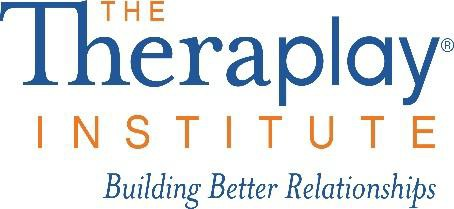 THE
Theraplay®
INSTITUTE
Building Better Relationships